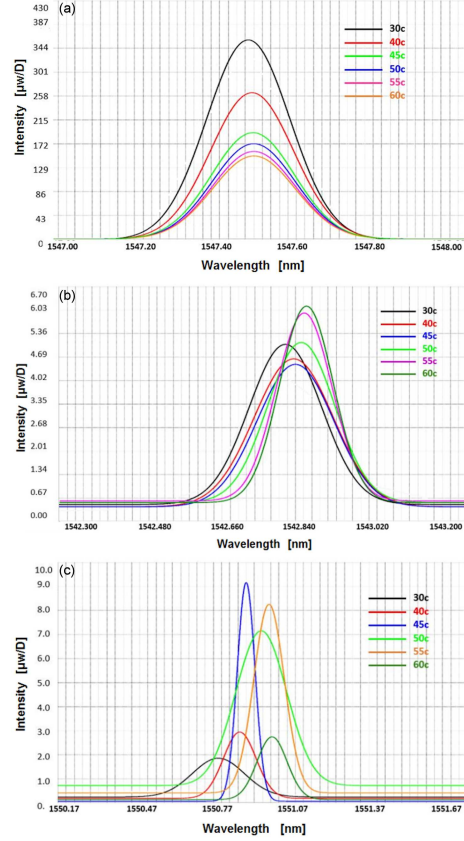 (a)
430
387
344
301
258
215
172
129
86
43
0
Intensity [μw/D]
30c
40c
45c
50c
55c
60c
1547.00 1547.20 1547.40 1547.60 1547.80 1548.00
Wavelength [nm]
(b)
6.70
6.03
5.36
4.69
4.02
3.35
2.68
2.01
1.34
0.67
0.00
Intensity [μw/D]
30c
40c
45c
50c
55c
60c
1542.300 1542.480 1542.660 1542.840 1543.020 1543.200
Wavelength [nm]
(c)
10.0
9.0
8.0
7.0
6.0
5.0
4.0
3.0
2.0
1.0
0.
Intensity [μw/D]
30c
40c
45c
50c
55c
60c
1550.17 1550.47 1550.77 1551.07 1551.37 1551.67
Wavelength [nm]